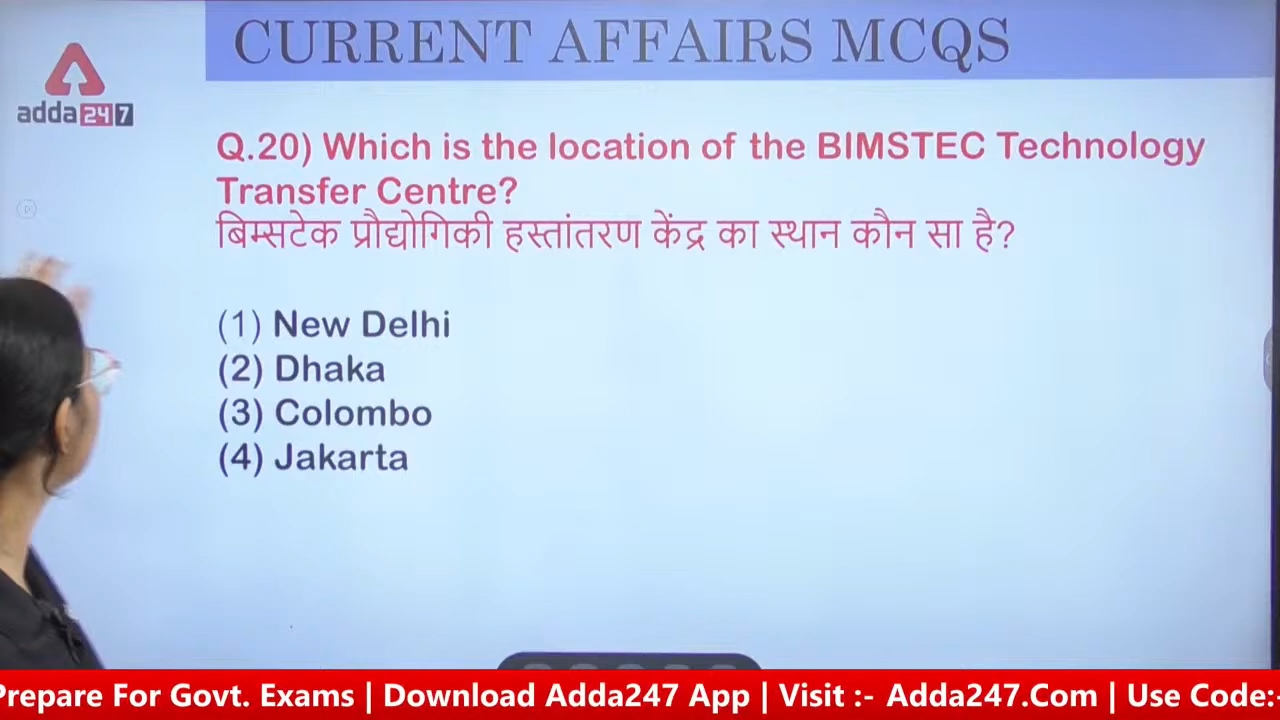 CURRENT AFFAIRS MCQS
adda247
Q.20) Which is the location of the BIMSTEC Technology
Transfer Centre?
बिम्सटेक प्रौद्योगिकी हस्तांतरण केंद्र का स्थान कौन सा है?
(1) New Delhi
(2) Dhaka
(3) Colombo
(4) Jakarta
Prepare For Govt. Exams | Download Adda247 App | Visit :- Adda247.Com | Use Code:-